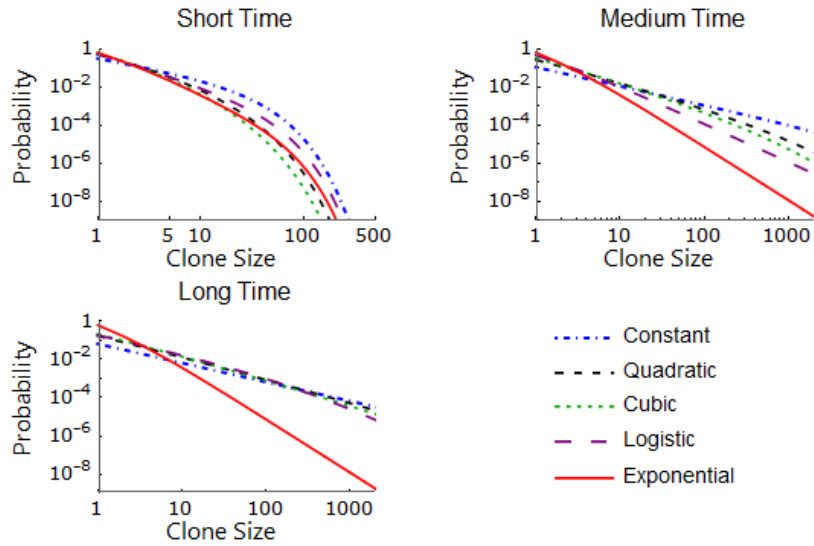 Short Time
Probability
1
10⁻²
10⁻⁴
10⁻⁶
10⁻⁸
1 5 10 100 500
Clone Size
Medium Time
Probability
1
10⁻²
10⁻⁴
10⁻⁶
10⁻⁸
1 10 100 1000
Clone Size
Long Time
Probability
1
10⁻²
10⁻⁴
10⁻⁶
10⁻⁸
1 10 100 1000
Clone Size
Constant
Quadratic
Cubic
Logistic
Exponential